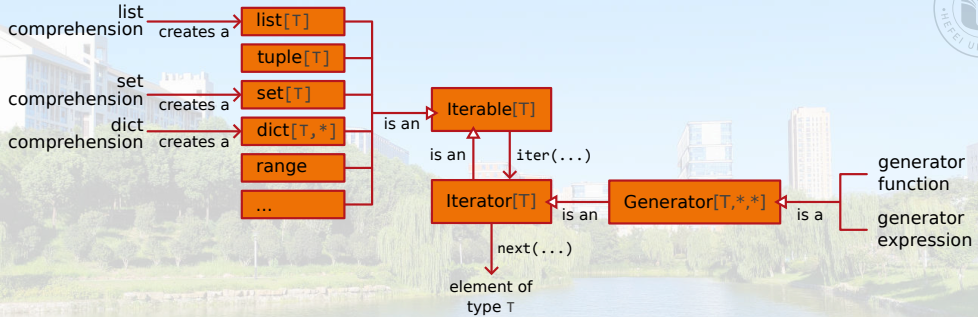 list
comprehension
creates a
list[T]
tuple[T]
set
comprehension
creates a
set[T]
dict
comprehension
creates a
dict[T,*]
range
...
is an
Iterable[T]
is an
iter(...)
Iterator[T]
is an
Generator[T,*,*]
is a
generator
function
generator
expression
next(...)
element of
type T
HEFEI U